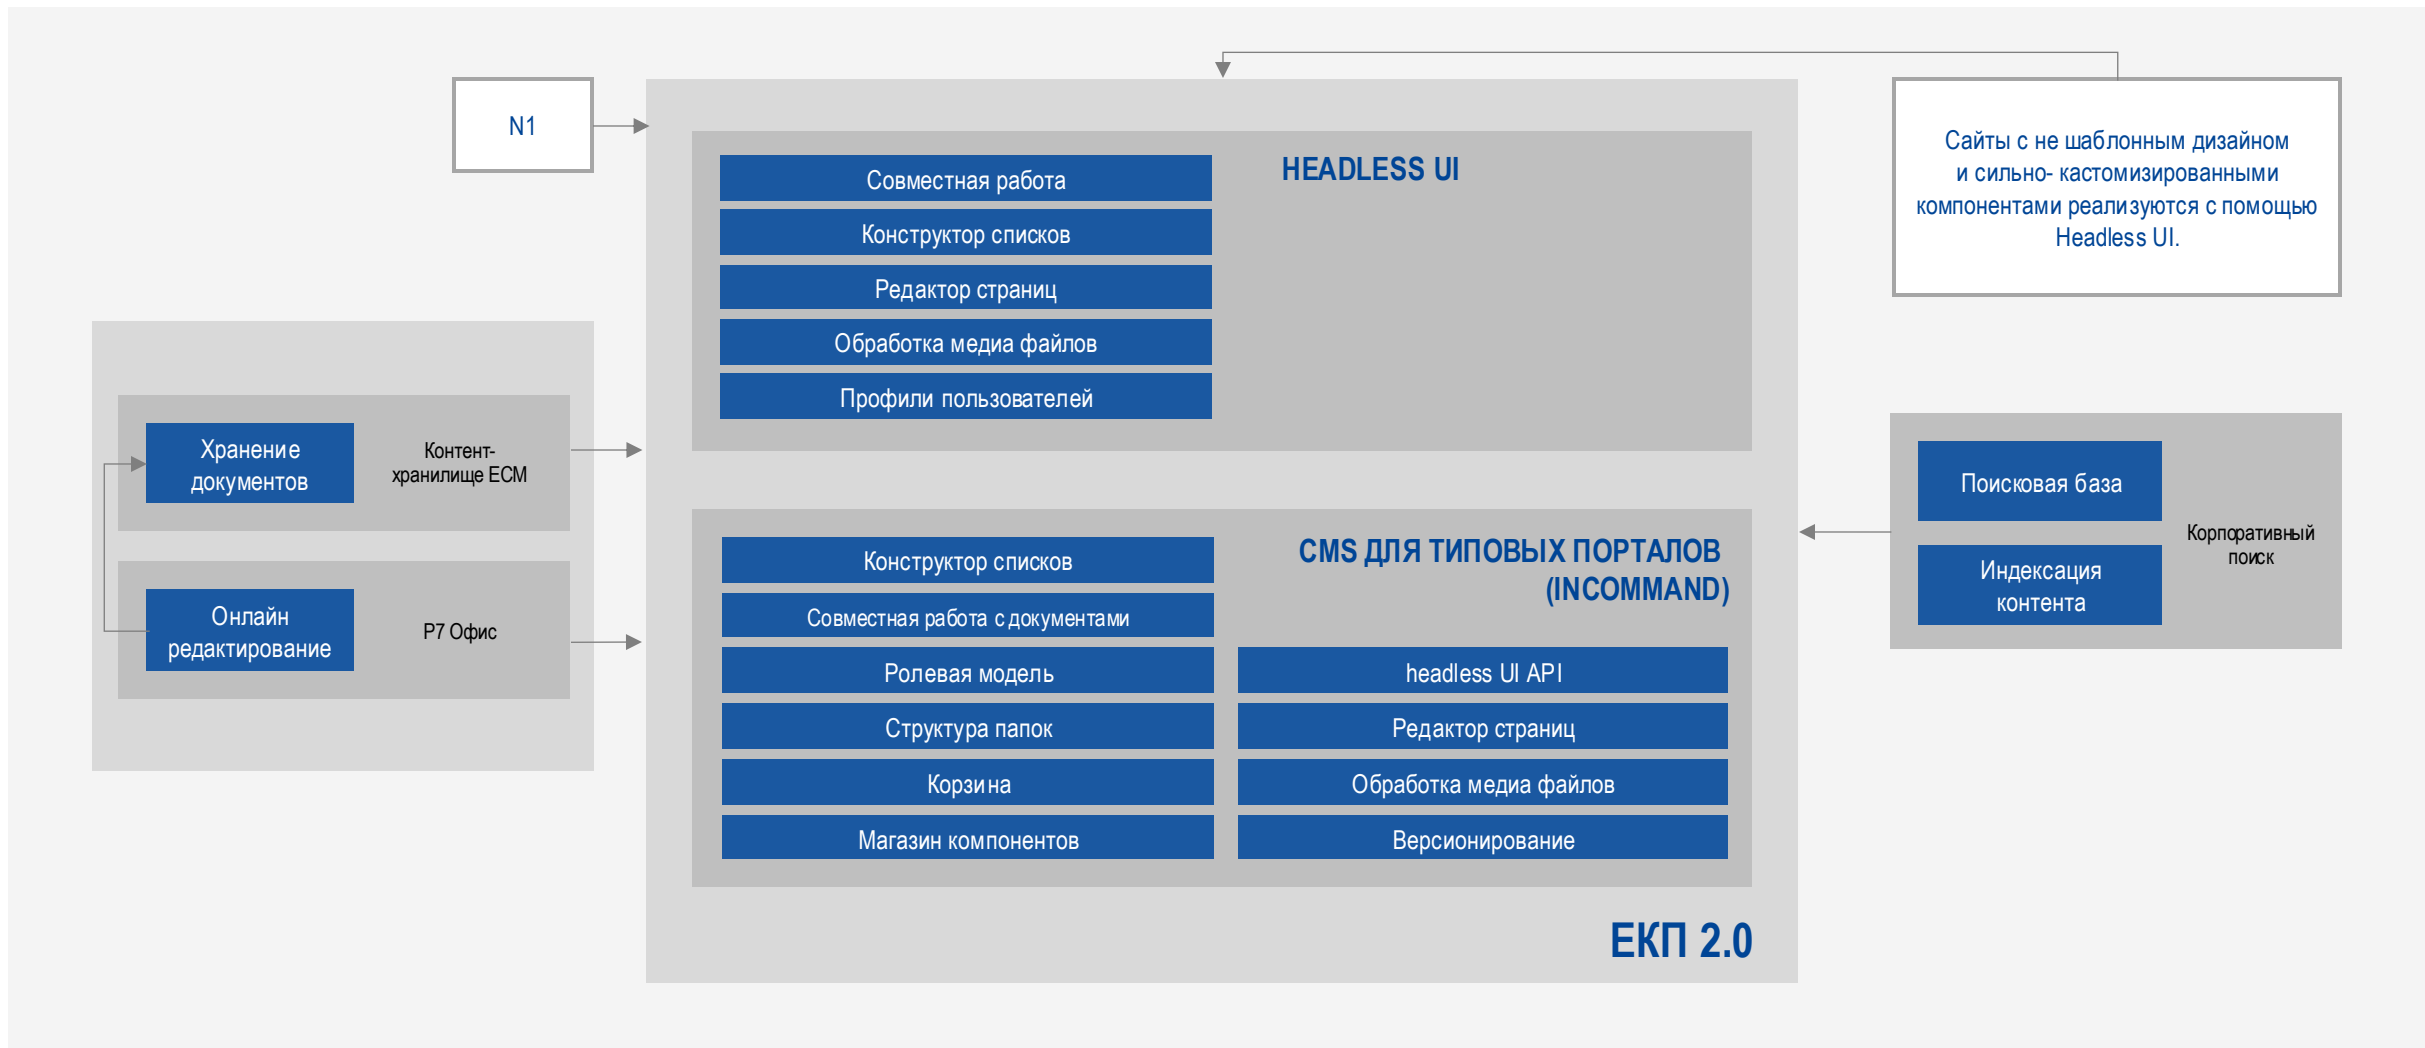 N1
HEADLESS UI
Совместная работа
Конструктор списков
Редактор страниц
Обработка медиа файлов
Профили пользователей
Сайты с не шаблонным дизайном
и сильно- кастомизированными
компонентами реализуются с помощью
Headless UI.
Хранение
документов
Контент-
хранилище ECM
Онлайн
редактирование
Р7 Офис
CMS ДЛЯ ТИПОВЫХ ПОРТАЛОВ
(INCOMMAND)
Конструктор списков
Совместная работа с документами
Ролевая модель
Структура папок
Корзина
Магазин компонентов
headless UI API
Редактор страниц
Обработка медиа файлов
Версионирование
Поисковая база
Индексация
контента
Корпоративный
поиск
ЕКП 2.0